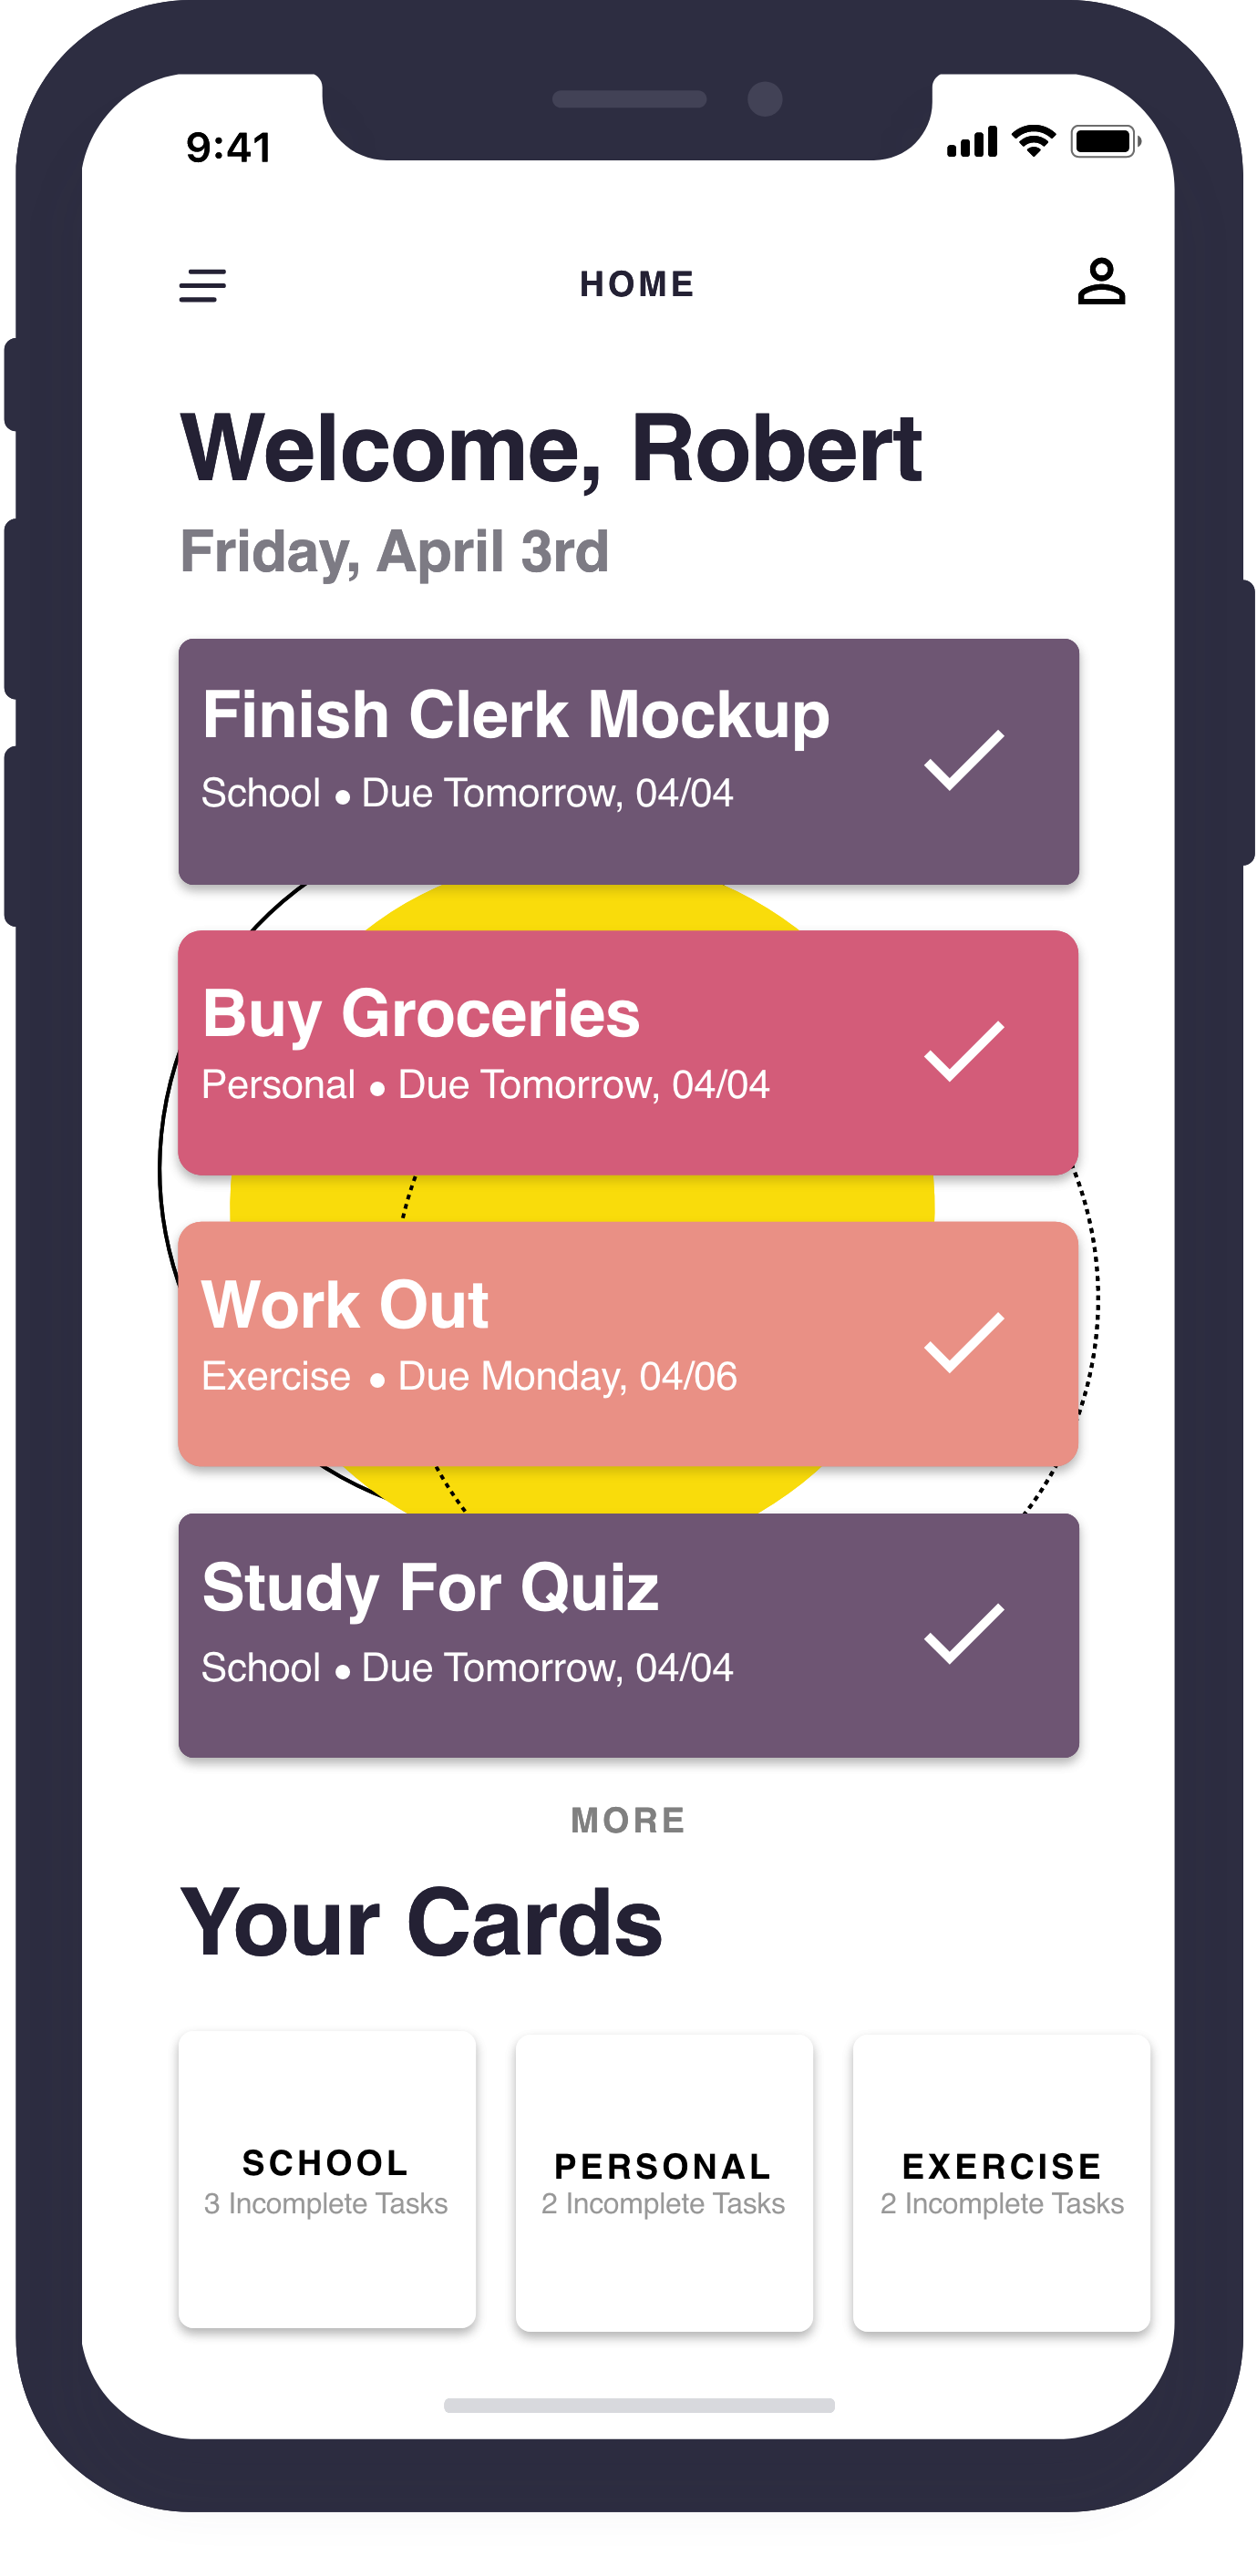 9:41
HOME
Welcome, Robert
Friday, April 3rd
Finish Clerk Mockup
School ● Due Tomorrow, 04/04
Buy Groceries
Personal ● Due Tomorrow, 04/04
Work Out
Exercise ● Due Monday, 04/06
Study For Quiz
School ● Due Tomorrow, 04/04
MORE
Your Cards
SCHOOL
3 Incomplete Tasks
PERSONAL
2 Incomplete Tasks
EXERCISE
2 Incomplete Tasks